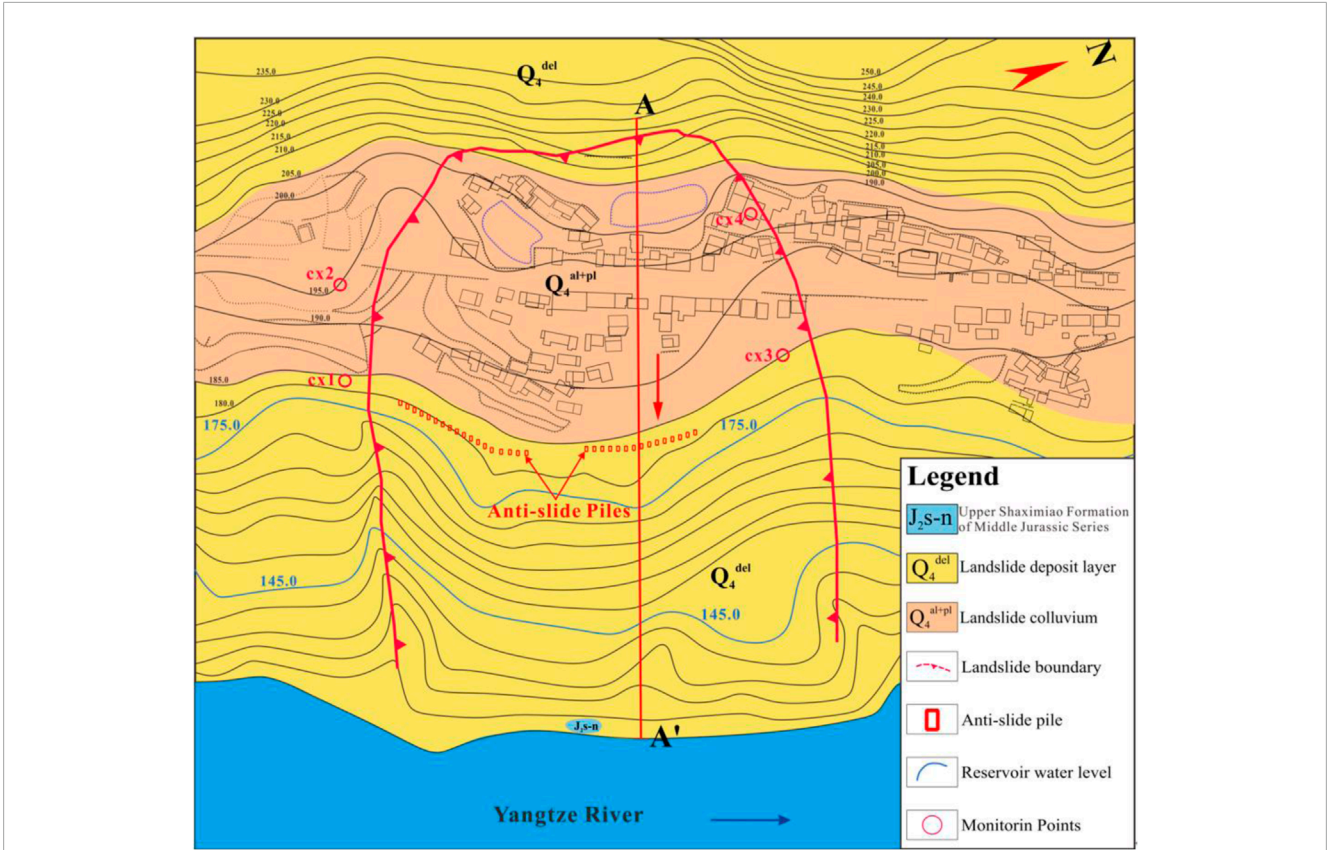 Q₄ᵈᵉˡ
N
235.0
250.0
245.0
240.0
230.0
230.0
225.0
225.0
A
220.0
220.0
215.0
215.0
210.0
210.0
205.0
205.0
200.0
200.0
190.0
cx4
cx2
195.0
Q₄ᵃˡ⁺ᵖˡ
190.0
cx3
cx1
185.0
180.0
175.0
175.0
Anti-slide Piles
145.0
Q₄ᵈᵉˡ
145.0
J₂s-n
A'
Yangtze River
Legend
J₂s-n Upper Shaximiao Formation
of Middle Jurassic Series
Q₄ᵈᵉˡ Landslide deposit layer
Q₄ᵃˡ⁺ᵖˡ Landslide colluvium
Landslide boundary
Anti-slide pile
Reservoir water level
Monitorin Points